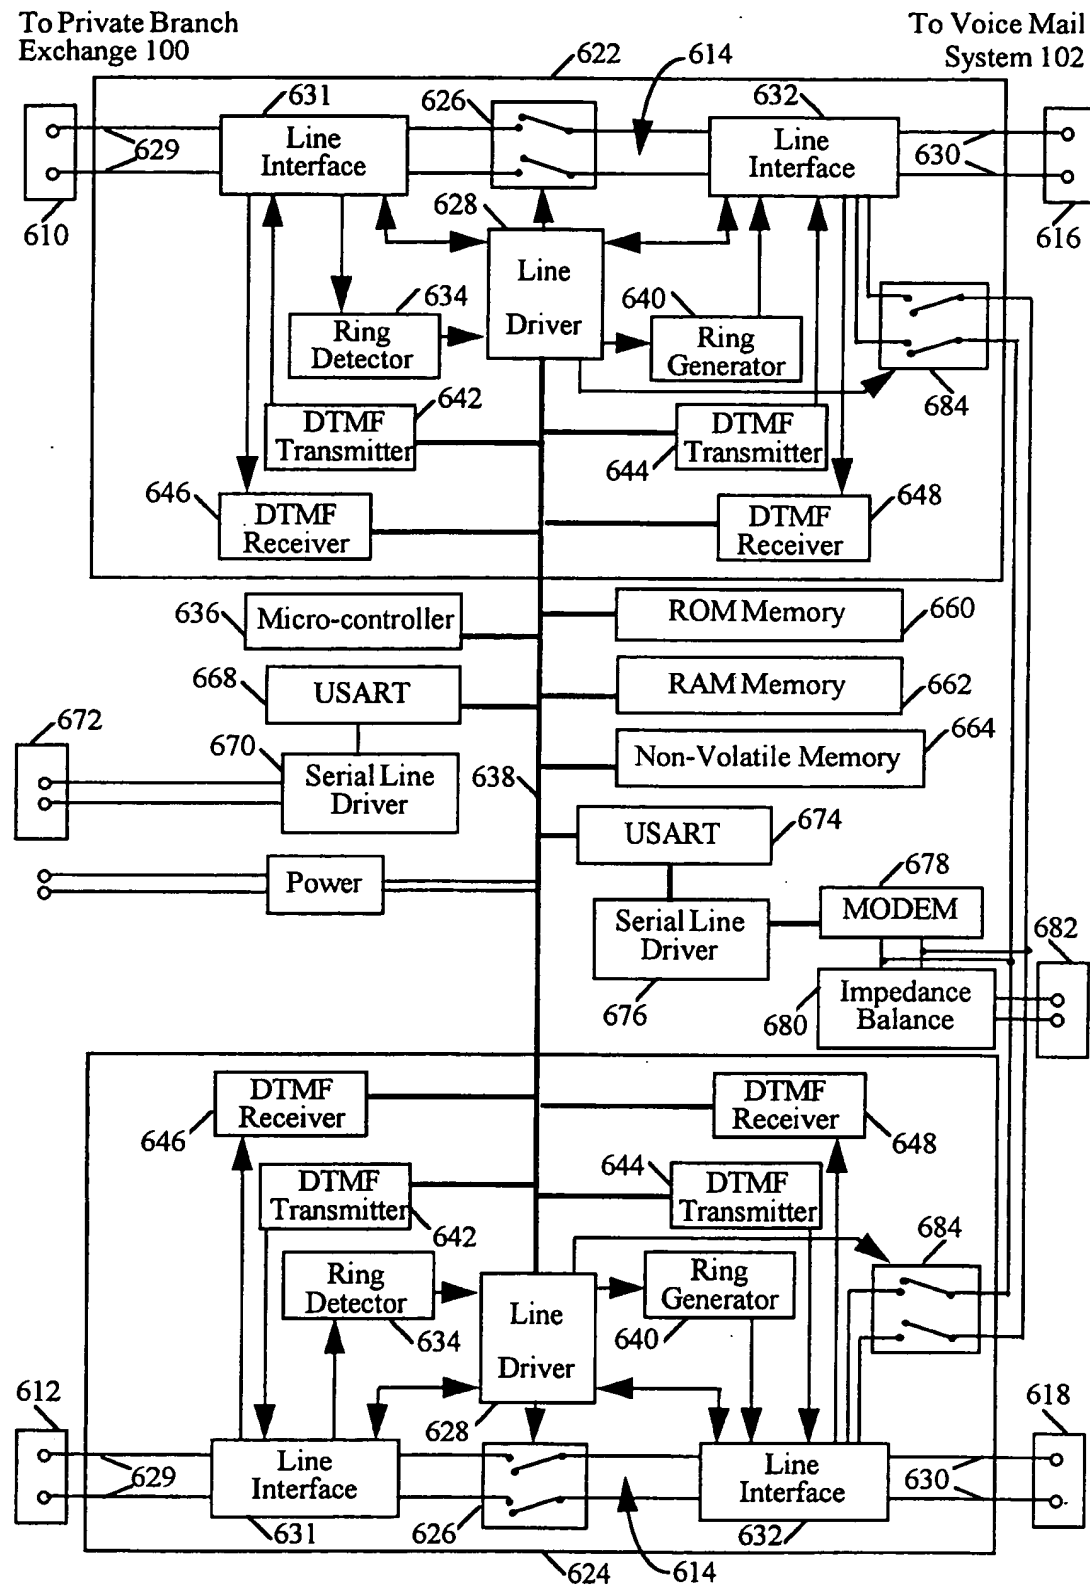 To Private Branch
Exchange 100
To Voice Mail
System 102
622
614
631
626
632
Line
Interface
Line
Interface
629
630
610
628
616
Line
Driver
634
640
Ring
Detector
Ring
Generator
684
642
DTMF
Transmitter
DTMF
Transmitter
644
646
DTMF
Receiver
DTMF
Receiver
648
636
Micro-controller
ROM Memory
660
668
USART
RAM Memory
662
672
670
Serial Line
Driver
Non-Volatile Memory
664
638
USART
674
Power
678
MODEM
Serial Line
Driver
682
676
680
Impedance
Balance
DTMF
Receiver
DTMF
Receiver
646
648
644
DTMF
Transmitter
DTMF
Transmitter
642
684
Ring
Detector
Ring
Generator
Line
Driver
634
640
612
628
618
629
Line
Interface
Line
Interface
630
631
626
632
624
614